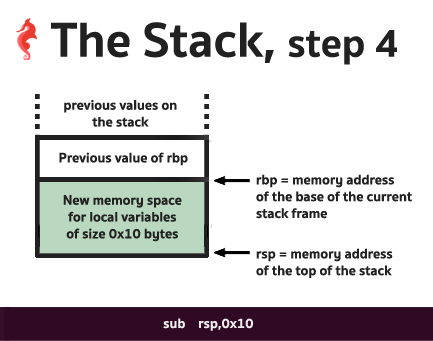 The Stack, step 4
previous values on
the stack
Previous value of rbp
New memory space
for local variables
of size 0x10 bytes
rbp = memory address
of the base of the current
stack frame
rsp = memory address
of the top of the stack
sub rsp,0x10